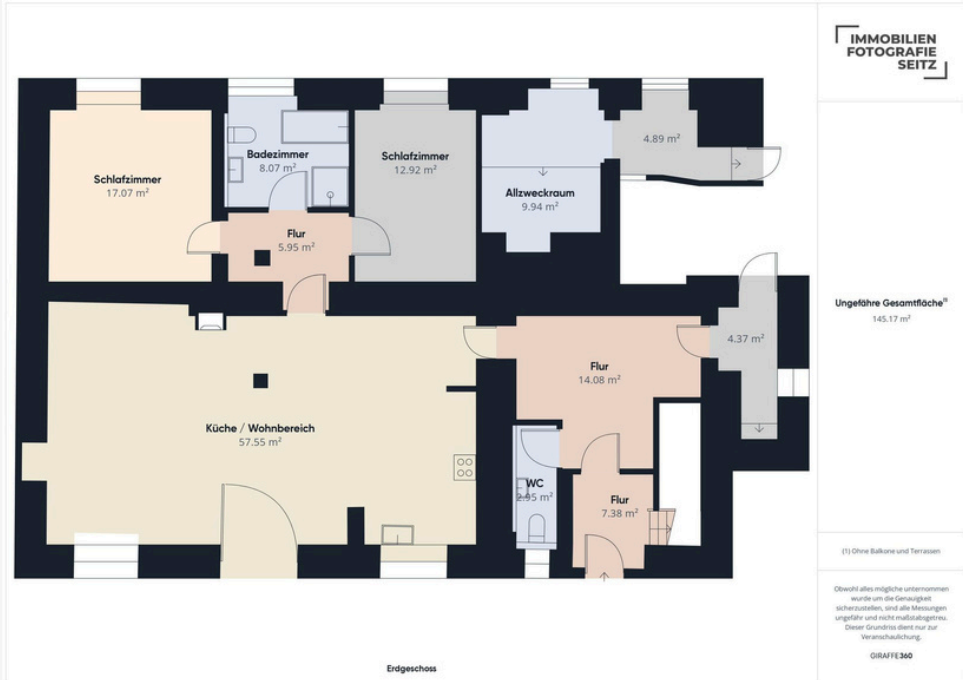 IMMOBILIEN
FOTOGRAFIE
SEITZ
Schlafzimmer
17.07 m²
Badezimmer
8.07 m²
Schlafzimmer
12.92 m²
Allzweckraum
9.94 m²
4.89 m²
Flur
5.95 m²
Küche / Wohnbereich
57.55 m²
Flur
14.08 m²
4.37 m²
WC
2.95 m²
Flur
7.38 m²
Erdgeschoss
Ungefähre Gesamtfläche⁽¹⁾
145.17 m²
(1) Ohne Balkone und Terrassen
Obwohl alles mögliche unternommen
wurde um die Genauigkeit
sicherzustellen, sind alle Messungen
ungefähr und nicht maßstabsgetreu.
Dieser Grundriss dient nur zur
Veranschaulichung.
GIRAFFE360